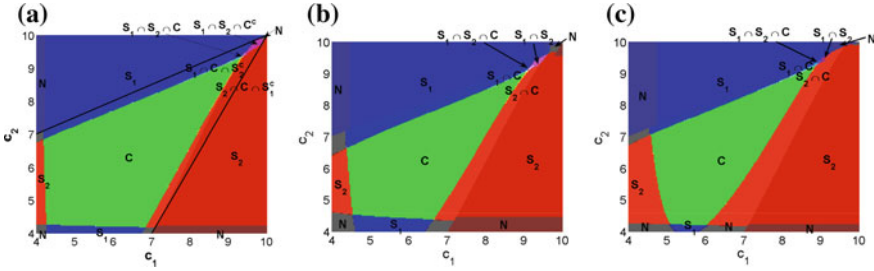 (a)
S₁ ∩ S₂ ∩ C
S₁ ∩ S₂ ∩ Cᶜ
N
S₁
S₁ ∩ C ∩ S₂ᶜ
S₂ ∩ C ∩ S₁ᶜ
N
C
S₂
S₂
N
S₁
N
10
9
8
7
6
5
4
c₂
4 5 6 7 8 9 10
c₁
(b)
S₁ ∩ S₂ ∩ C
S₁ ∩ S₂
N
S₁
S₁ ∩ C
S₂ ∩ C
N
C
S₂
S₂
N
S₁
N
10
9
8
7
6
5
4
c₂
4 5 6 7 8 9 10
c₁
(c)
S₁ ∩ S₂ ∩ C
S₁ ∩ S₂
N
S₁
S₁ ∩ C
S₂ ∩ C
N
C
S₂
S₂
N
S₁
N
N
10
9
8
7
6
5
4
c₂
4 5 6 7 8 9 10
c₁